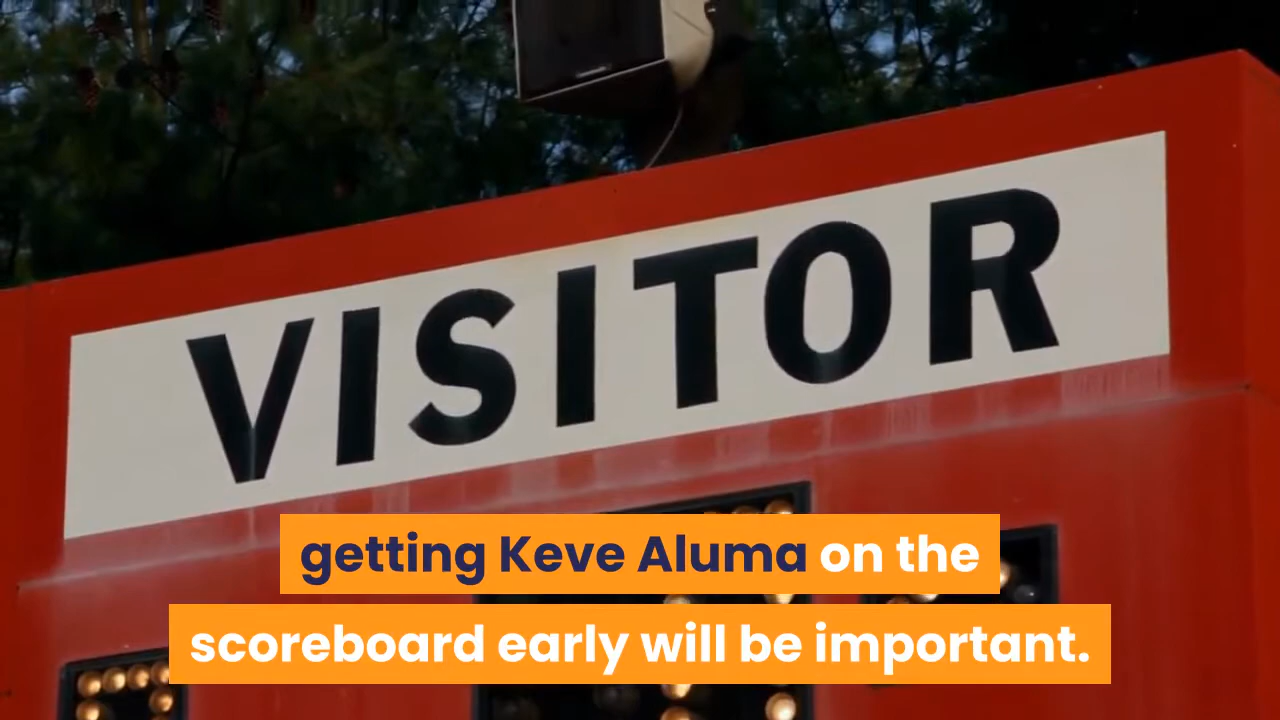 VISITOR
getting Keve Aluma on the
scoreboard early will be important.